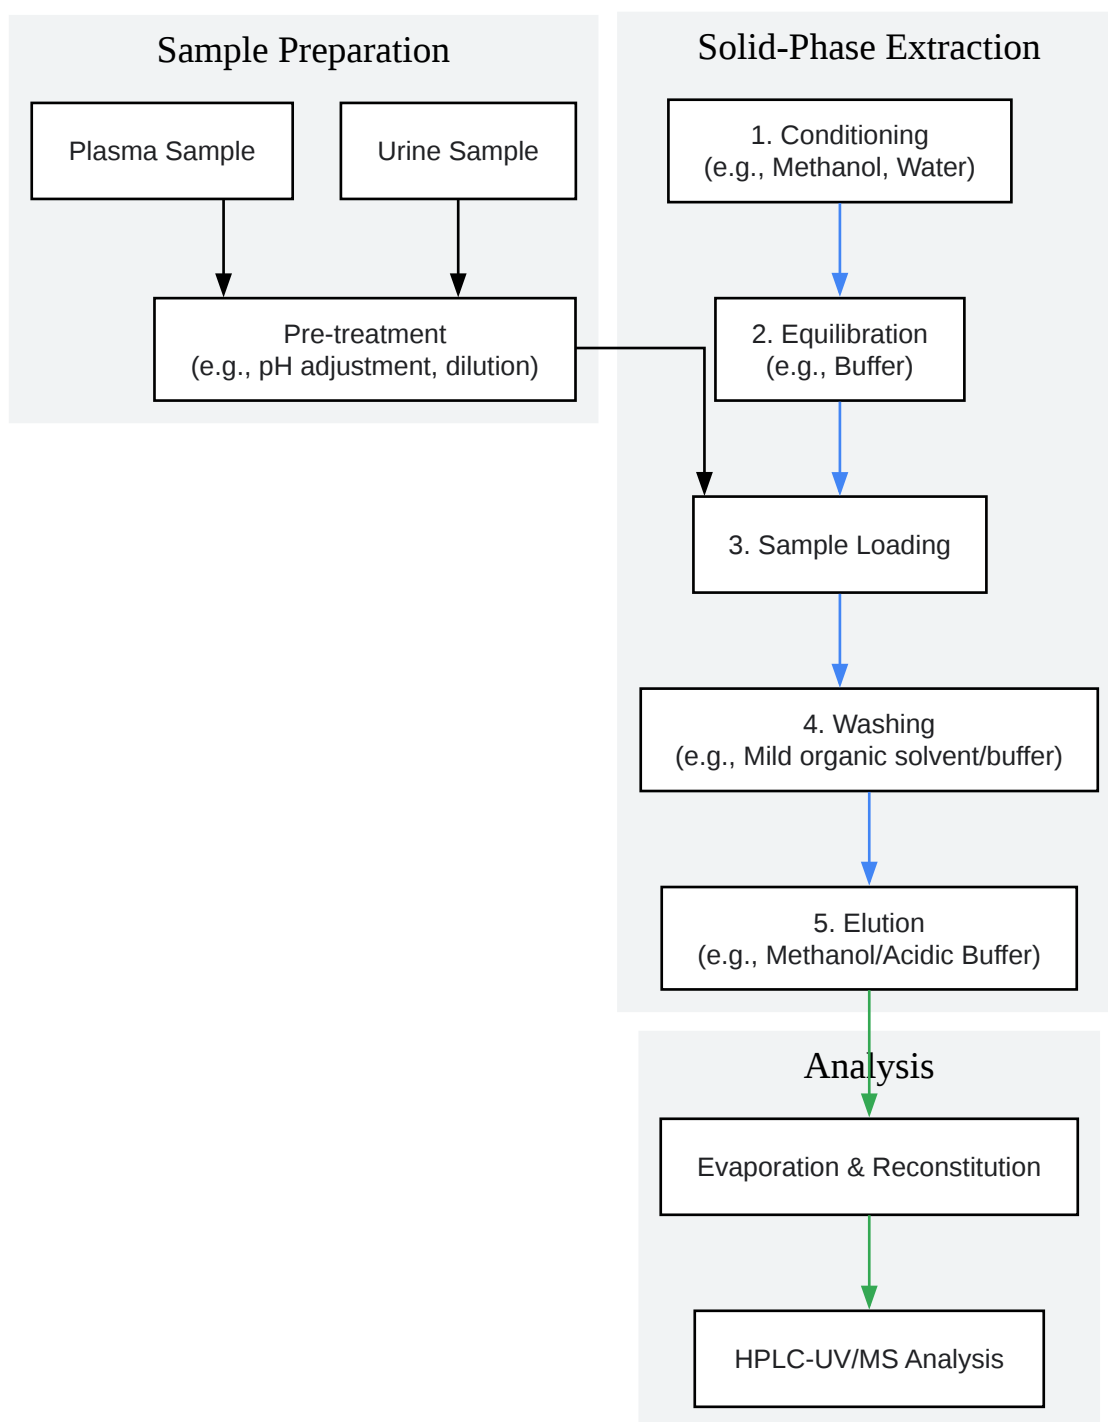 Sample Preparation
Plasma Sample
Urine Sample
Pre-treatment
(e.g., pH adjustment, dilution)
Solid-Phase Extraction
1. Conditioning
(e.g., Methanol, Water)
2. Equilibration
(e.g., Buffer)
3. Sample Loading
4. Washing
(e.g., Mild organic solvent/buffer)
5. Elution
(e.g., Methanol/Acidic Buffer)
Analysis
Evaporation & Reconstitution
HPLC-UV/MS Analysis